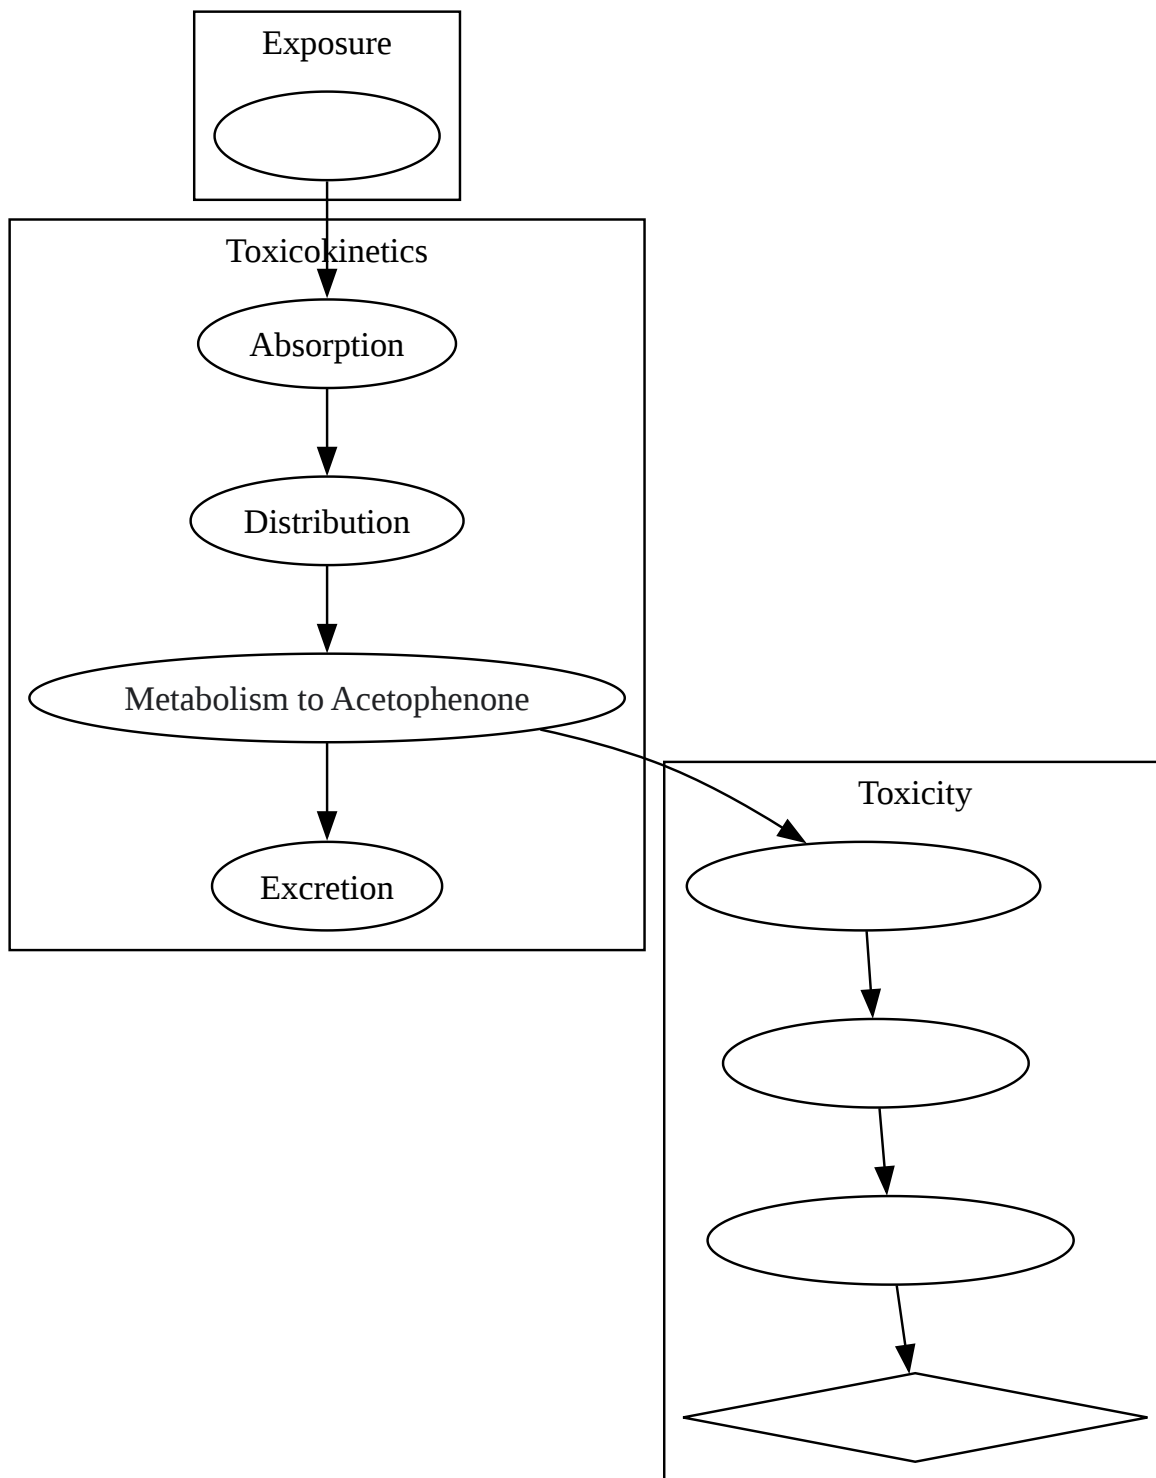 Exposure
Toxicokinetics
Absorption
Distribution
Metabolism to Acetophenone
Toxicity
Excretion